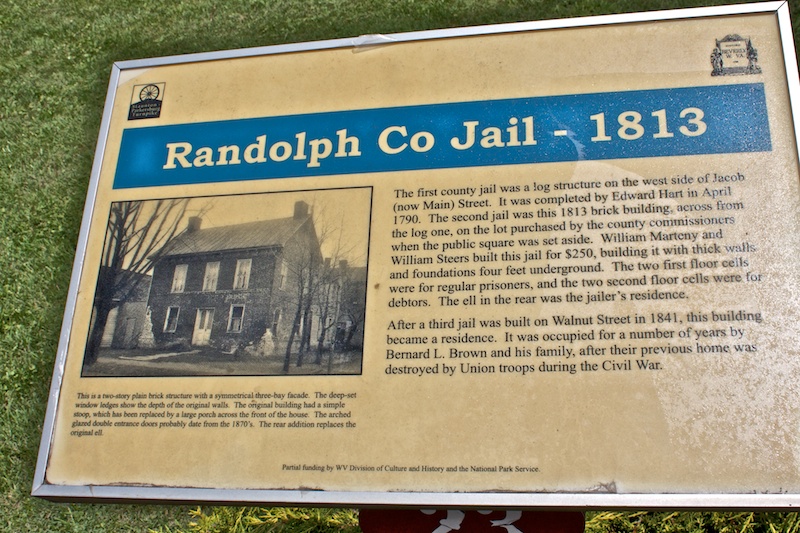 Staunton
Parkersburg
Turnpike
BEVERLY
W VA
Randolph Co Jail - 1813
The first county jail was a log structure on the west side of Jacob
(now Main) Street. It was completed by Edward Hart in April
1790. The second jail was this 1813 brick building, across from
the log one, on the lot purchased by the county commissioners
when the public square was set aside. William Marteny and
William Steers built this jail for $250, building it with thick walls
and foundations four feet underground. The two first floor cells
were for regular prisoners, and the two second floor cells were for
debtors. The ell in the rear was the jailer's residence.
After a third jail was built on Walnut Street in 1841, this building
became a residence. It was occupied for a number of years by
Bernard L. Brown and his family, after their previous home was
destroyed by Union troops during the Civil War.
This is a two-story plain brick structure with a symmetrical three-bay facade. The deep-set
window ledges show the depth of the original walls. The original building had a simple
stoop, which has been replaced by a large porch across the front of the house. The arched
glazed double entrance doors probably date from the 1870's. The rear addition replaces the
original ell.
Partial funding by WV Division of Culture and History and the National Park Service.